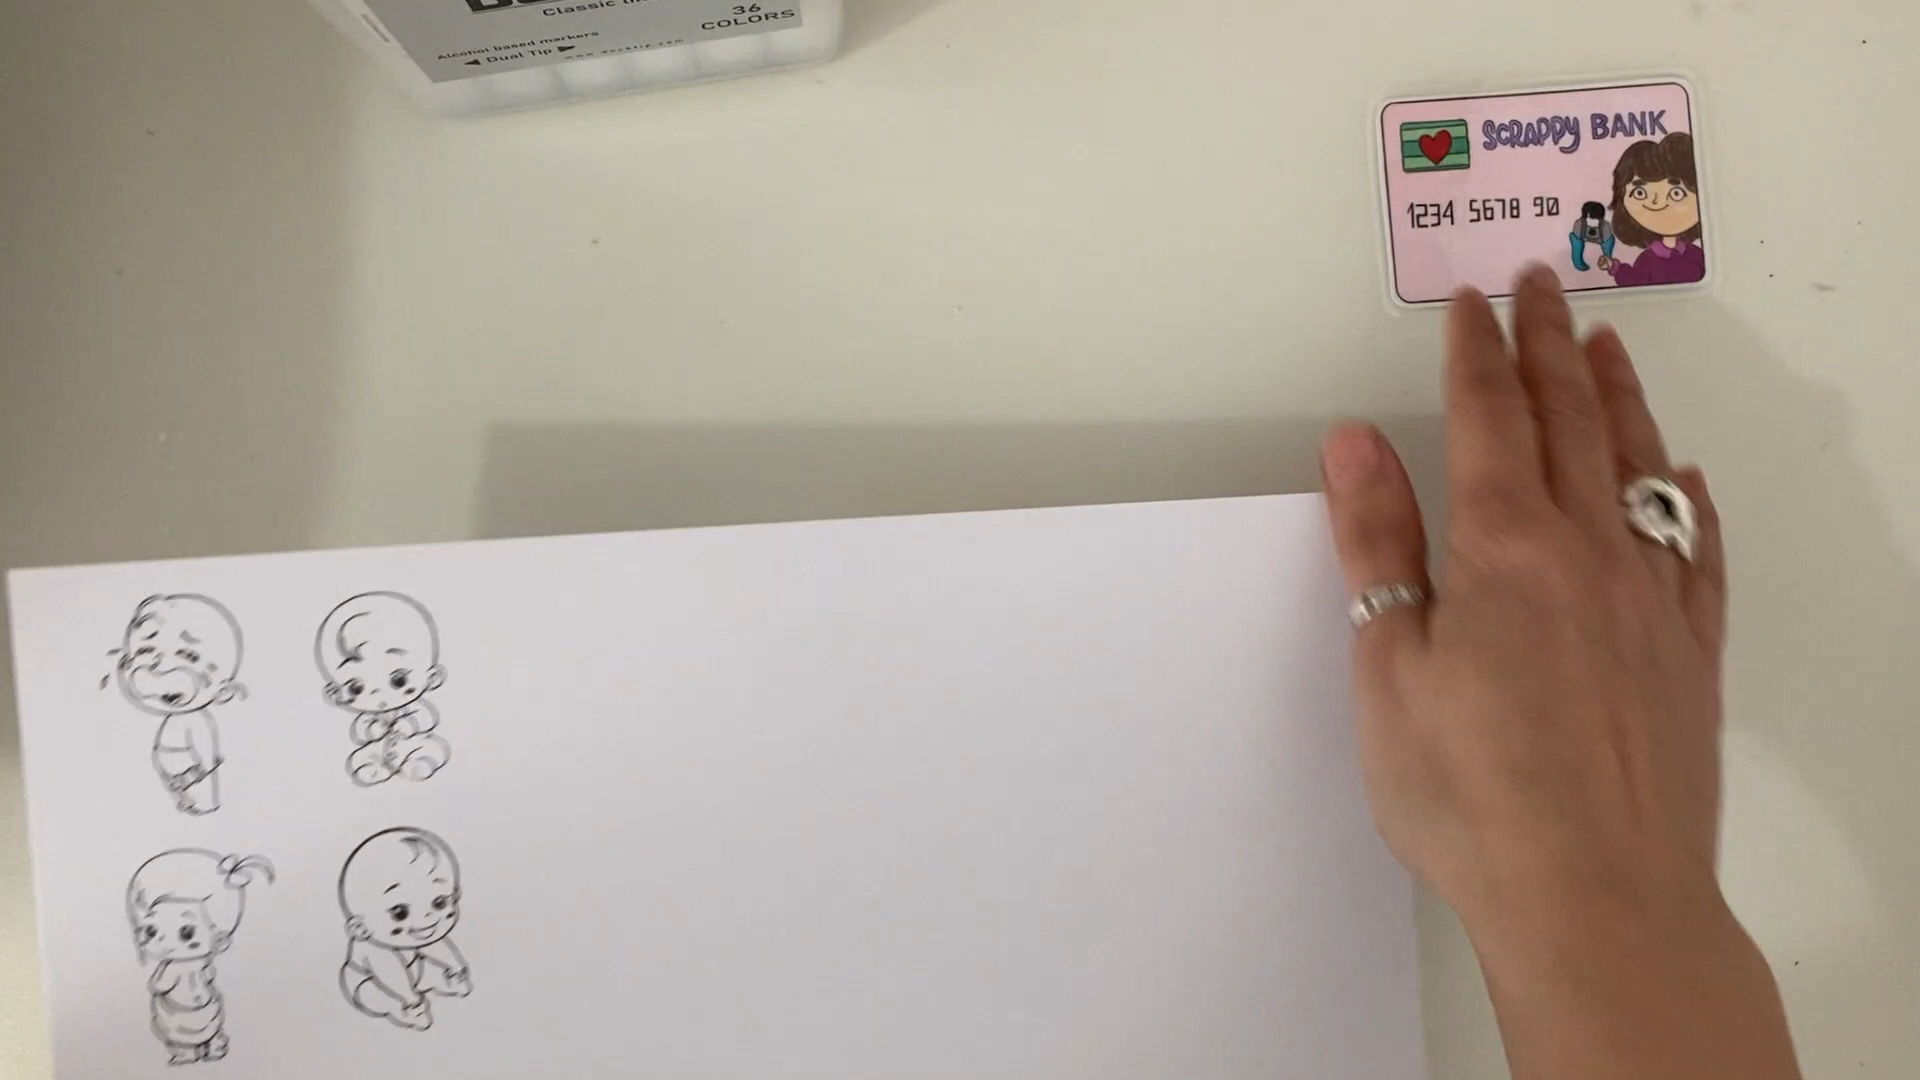 Classic
36
COLORS
Alcohol based markers
Dual Tip
SCRAPPY BANK
1234 5678 90